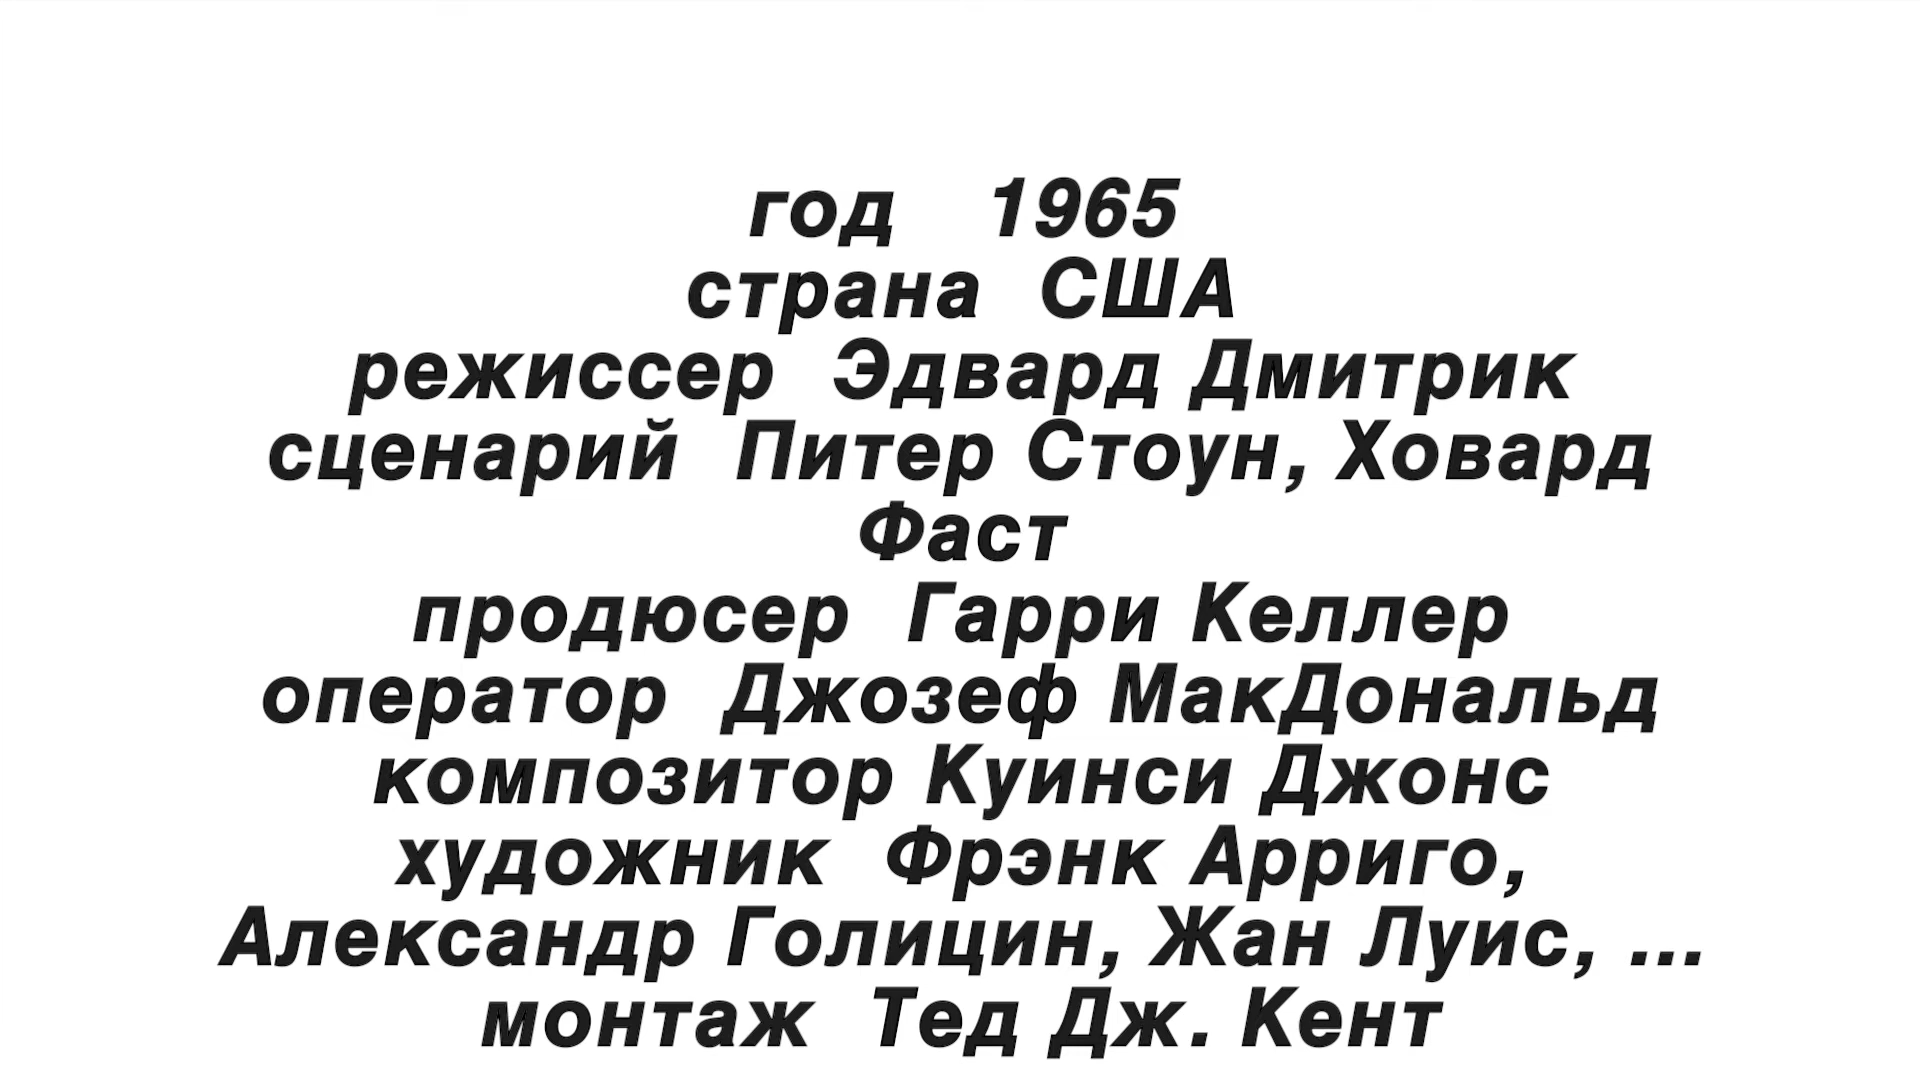 год 1965
страна США
режиссер Эдвард Дмитрик
сценарий Питер Стоун, Ховард
Фаст
продюсер Гарри Келлер
оператор Джозеф МакДональд
композитор Куинси Джонс
художник Фрэнк Арриго,
Александр Голицин, Жан Луис, ...
монтаж Тед Дж. Кент